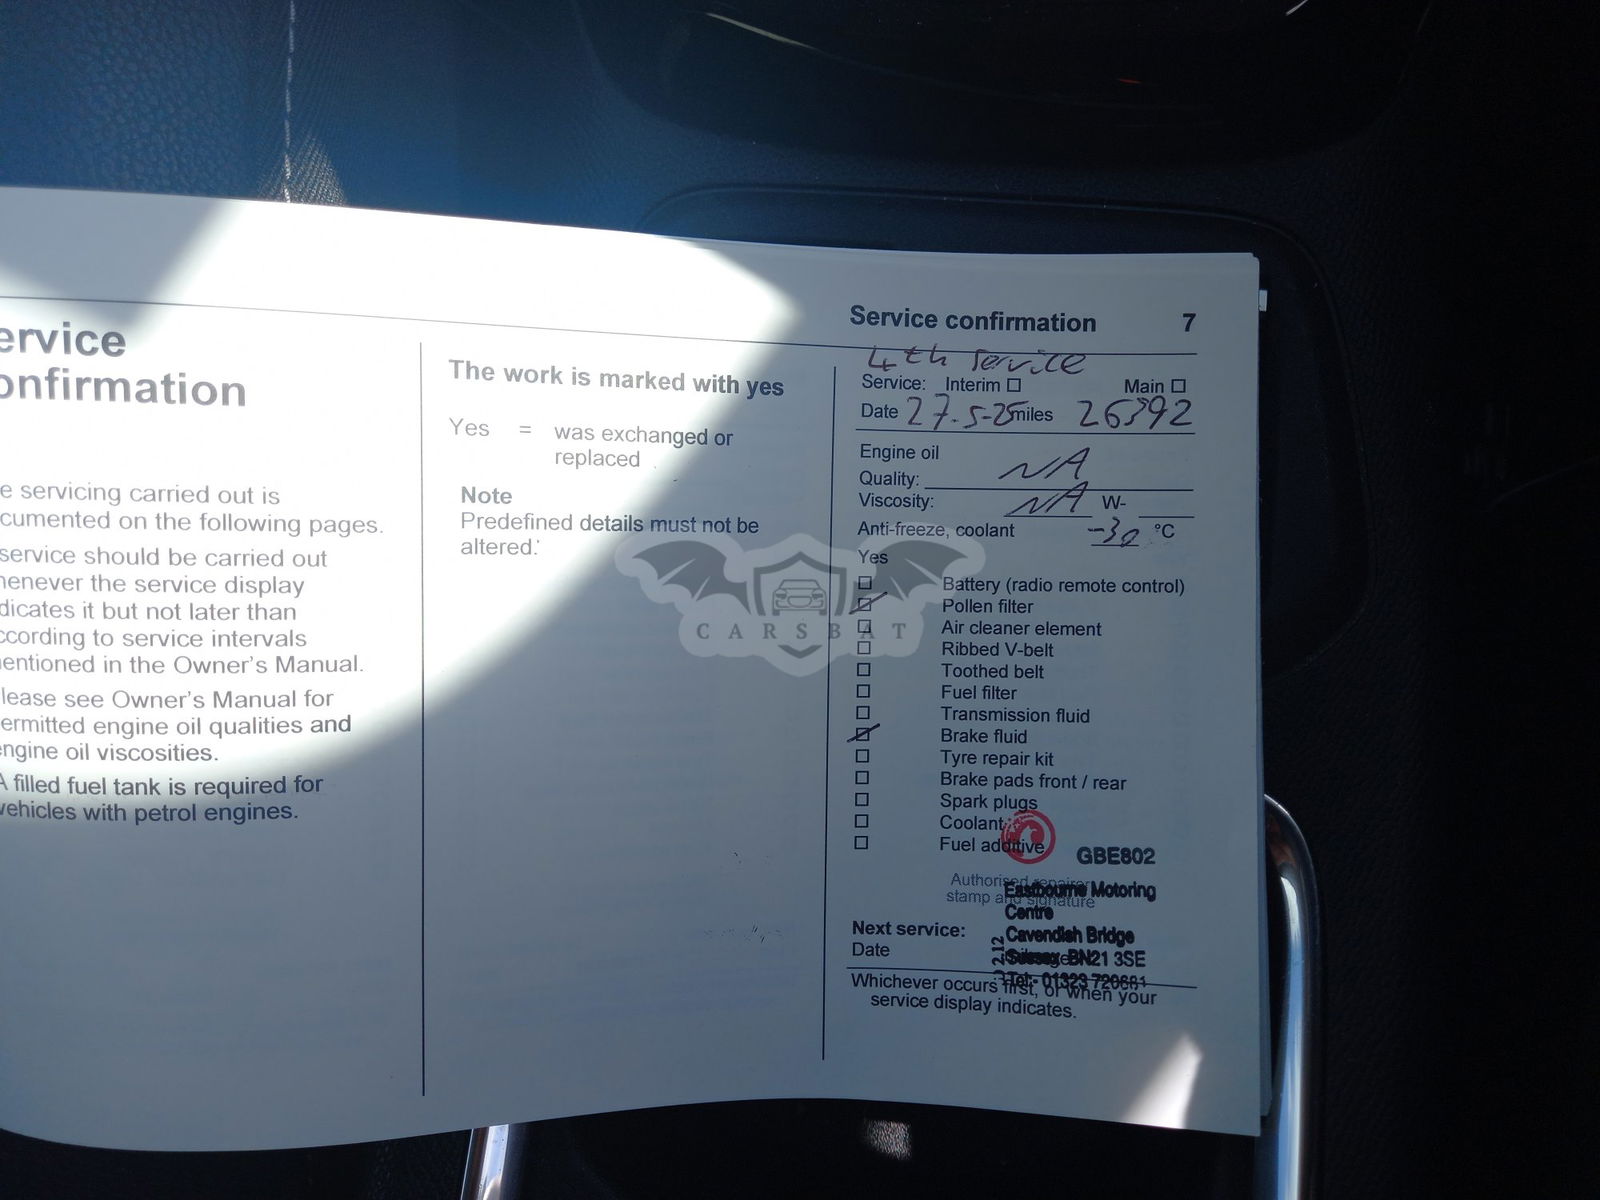 ervice
onfirmation
e servicing carried out is
cumented on the following pages.
service should be carried out
henever the service display
dicates it but not later than
ccording to service intervals
entioned in the Owner's Manual.
lease see Owner's Manual for
ermitted engine oil qualities and
engine oil viscosities.
A filled fuel tank is required for
vehicles with petrol engines.
The work is marked with yes
Yes = was exchanged or
replaced
Note
Predefined details must not be
altered.
Service confirmation 7
4th Service
Service: Interim Main
Date 27.5-25 miles 26392
Engine oil
Quality: NA
Viscosity: NA W-
Anti-freeze, coolant -30 °C
Yes
Battery (radio remote control)
Pollen filter
Air cleaner element
Ribbed V-belt
Toothed belt
Fuel filter
Transmission fluid
Brake fluid
Tyre repair kit
Brake pads front / rear
Spark plugs
Coolant
Fuel additive
GBE802
Authorised repairer
stamp and signature
Eastbourne Motoring
Centre
Cavendish Bridge
Sussex BN21 3SE
Tel:- 01323 720681
Next service:
Date
Whichever occurs first, or when your
service display indicates.
CARSBAT